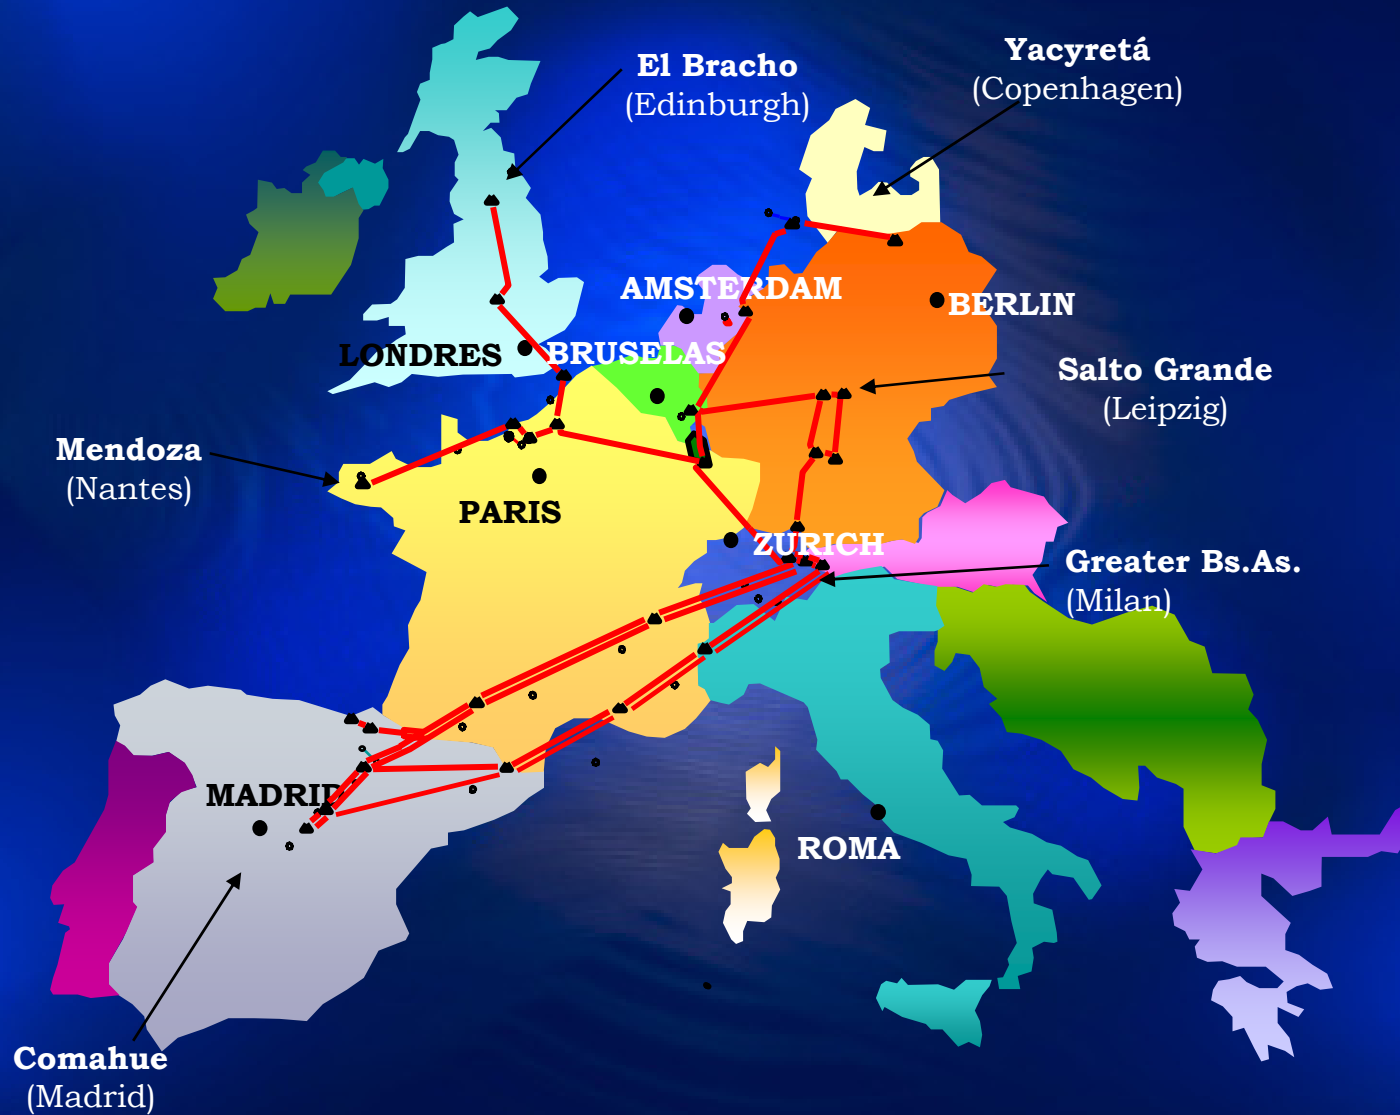 Yacyretá
(Copenhagen)
El Bracho
(Edinburgh)
AMSTERDAM
BERLIN
LONDRES
BRUSELAS
Salto Grande
(Leipzig)
Mendoza
(Nantes)
PARIS
ZURICH
Greater Bs.As.
(Milan)
MADRID
ROMA
Comahue
(Madrid)